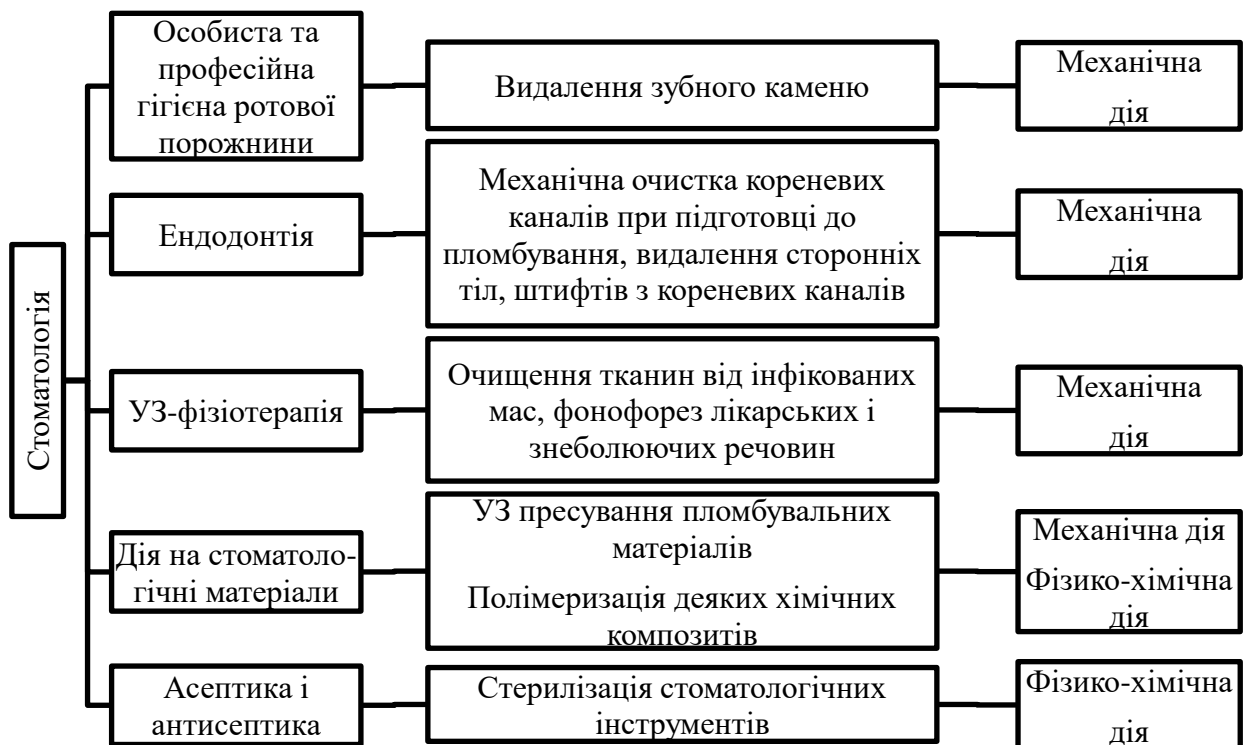 Стоматологія
Особиста та
професійна
гігієна ротової
порожнини
Видалення зубного каменю
Механічна
дія
Ендодонтія
Механічна очистка кореневих
каналів при підготовці до
пломбування, видалення сторонніх
тіл, штифтів з кореневих каналів
Механічна
дія
УЗ-фізіотерапія
Очищення тканин від інфікованих
мас, фонофорез лікарських і
знеболюючих речовин
Механічна
дія
Дія на стоматоло-
гічні матеріали
УЗ пресування пломбувальних
матеріалів
Полімеризація деяких хімічних
композитів
Механічна дія
Фізико-хімічна
дія
Асептика і
антисептика
Стерилізація стоматологічних
інструментів
Фізико-хімічна
дія